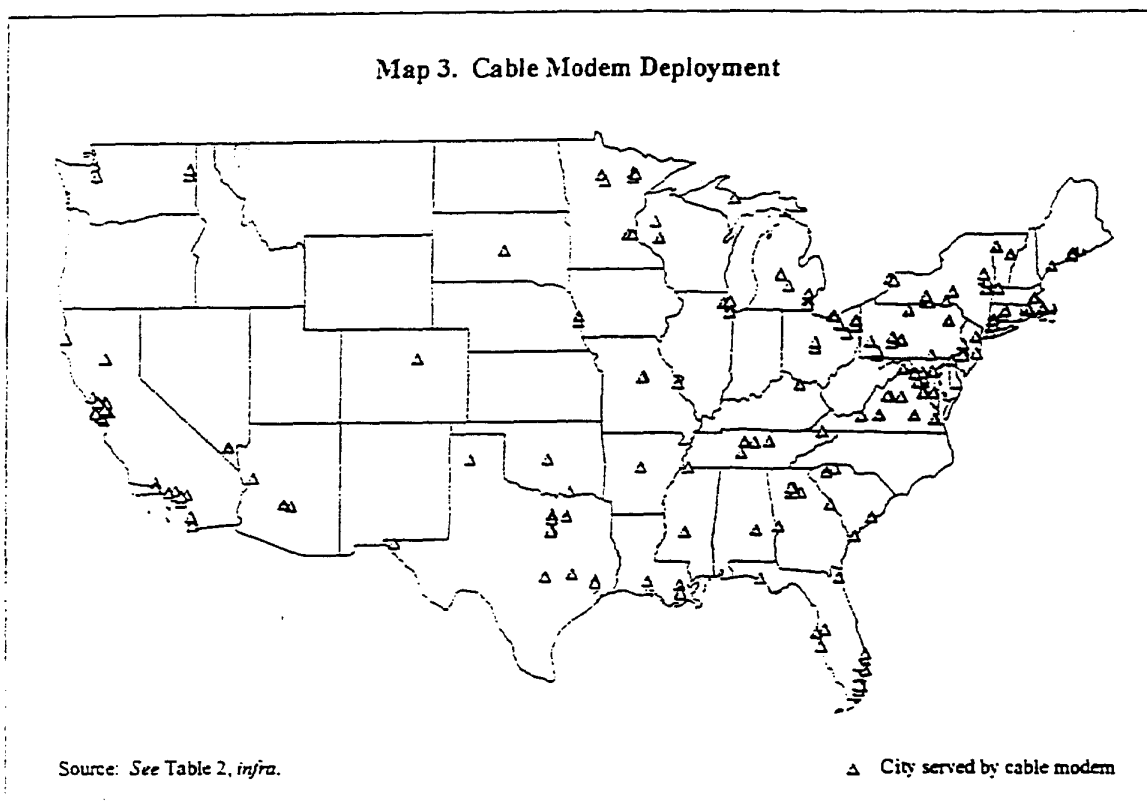 Map 3. Cable Modem Deployment
Source: See Table 2, infra.
City served by cable modem